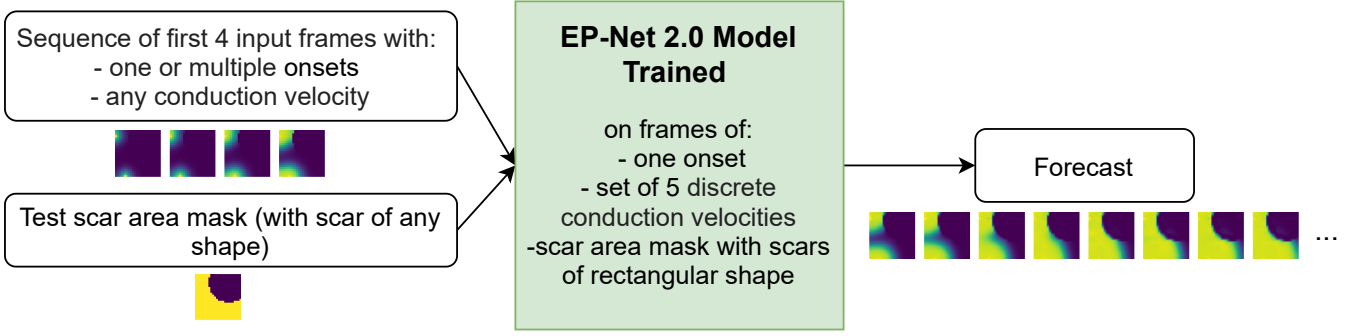 Sequence of first 4 input frames with:
- one or multiple onsets
- any conduction velocity
Test scar area mask (with scar of any
shape)
EP-Net 2.0 Model
Trained
on frames of:
- one onset
- set of 5 discrete
conduction velocities
-scar area mask with scars
of rectangular shape
Forecast
...